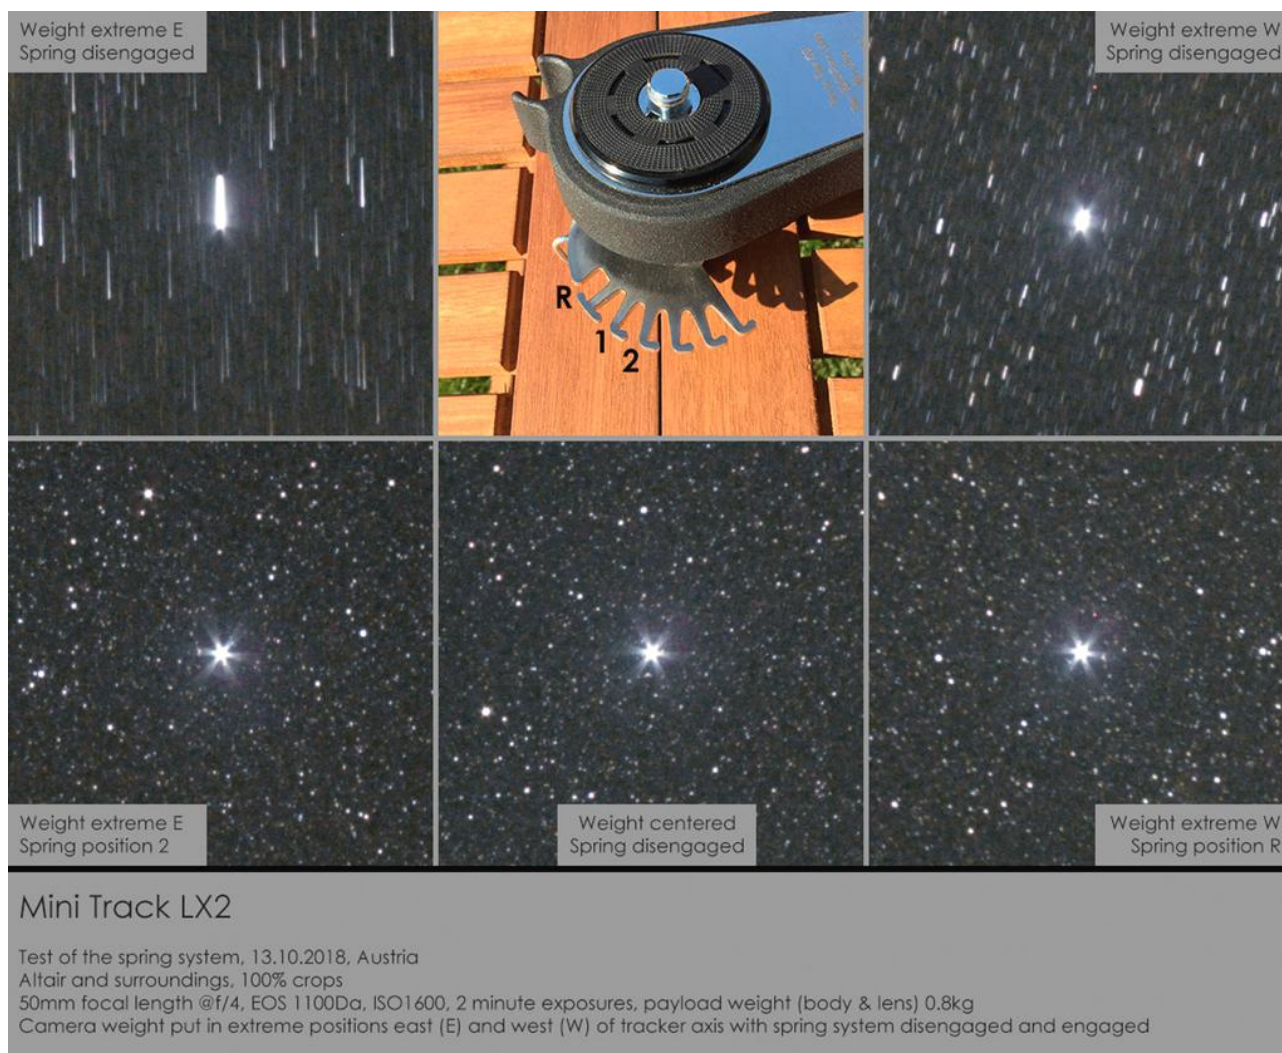 Weight extreme E
Spring disengaged
Weight extreme W
Spring disengaged
R
1
2
Weight extreme E
Spring position 2
Weight centered
Spring disengaged
Weight extreme W
Spring position R
Mini Track LX2
Test of the spring system, 13.10.2018, Austria
Altair and surroundings, 100% crops
50mm focal length @f/4, EOS 1100Da, ISO1600, 2 minute exposures, payload weight (body & lens) 0.8kg
Camera weight put in extreme positions east (E) and west (W) of tracker axis with spring system disengaged and engaged